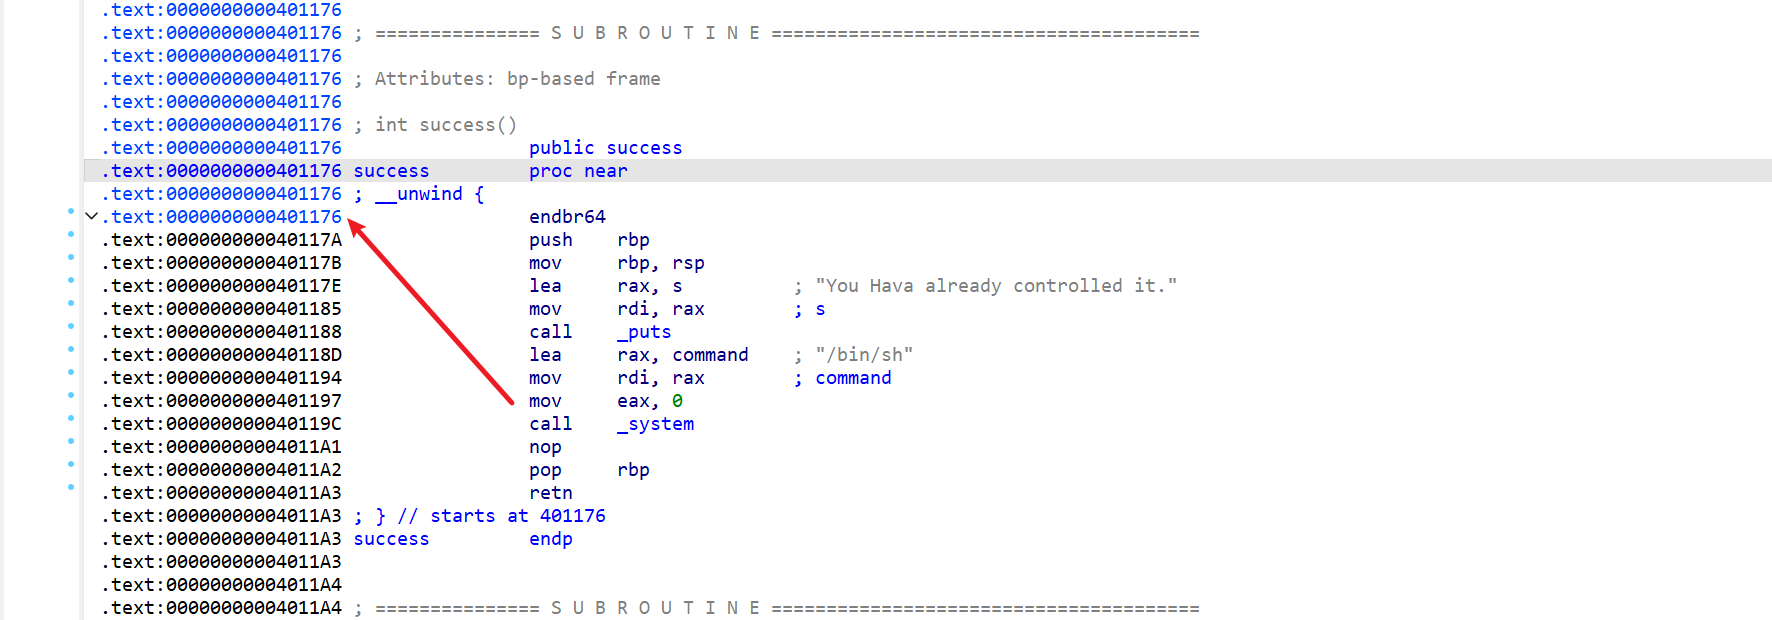 .text:0000000000401176
.text:0000000000401176 ; =============== S U B R O U T I N E =======================================
.text:0000000000401176
.text:0000000000401176 ; Attributes: bp-based frame
.text:0000000000401176
.text:0000000000401176 ; int success()
.text:0000000000401176                 public success
.text:0000000000401176 success         proc near
.text:0000000000401176 ; __unwind {
.text:0000000000401176                 endbr64
.text:000000000040117A                 push    rbp
.text:000000000040117B                 mov     rbp, rsp
.text:000000000040117E                 lea     rax, s          ; "You Hava already controlled it."
.text:0000000000401185                 mov     rdi, rax        ; s
.text:0000000000401188                 call    _puts
.text:000000000040118D                 lea     rax, command    ; "/bin/sh"
.text:0000000000401194                 mov     rdi, rax        ; command
.text:0000000000401197                 mov     eax, 0
.text:000000000040119C                 call    _system
.text:00000000004011A1                 nop
.text:00000000004011A2                 pop     rbp
.text:00000000004011A3                 retn
.text:00000000004011A3 ; } // starts at 401176
.text:00000000004011A3 success         endp
.text:00000000004011A3
.text:00000000004011A4
.text:00000000004011A4 ; =============== S U B R O U T I N E =======================================